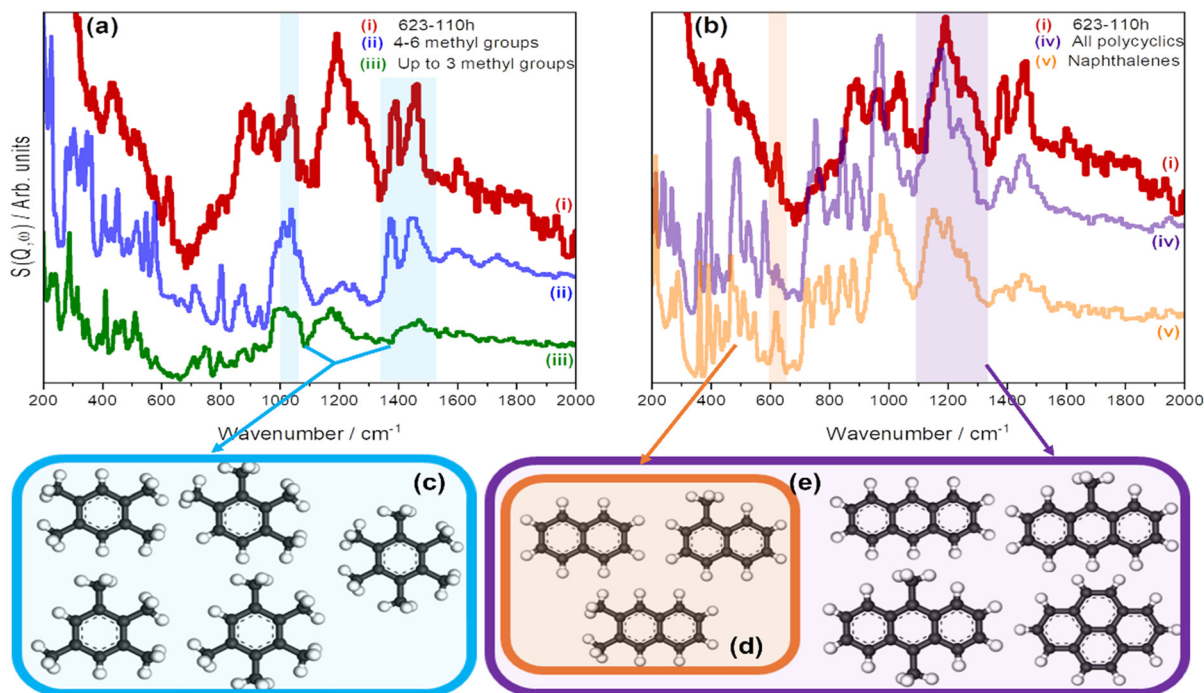 (a)
(i) 623-110h
(ii) 4-6 methyl groups
(iii) Up to 3 methyl groups
(i)
(ii)
(iii)
S(Q,ω) / Arb. units
200 400 600 800 1000 1200 1400 1600 1800 2000
Wavenumber / cm⁻¹
(b)
(i) 623-110h
(iv) All polycyclics
(v) Naphthalenes
(i)
(iv)
(v)
200 400 600 800 1000 1200 1400 1600 1800 2000
Wavenumber / cm⁻¹
(c)
(d)
(e)